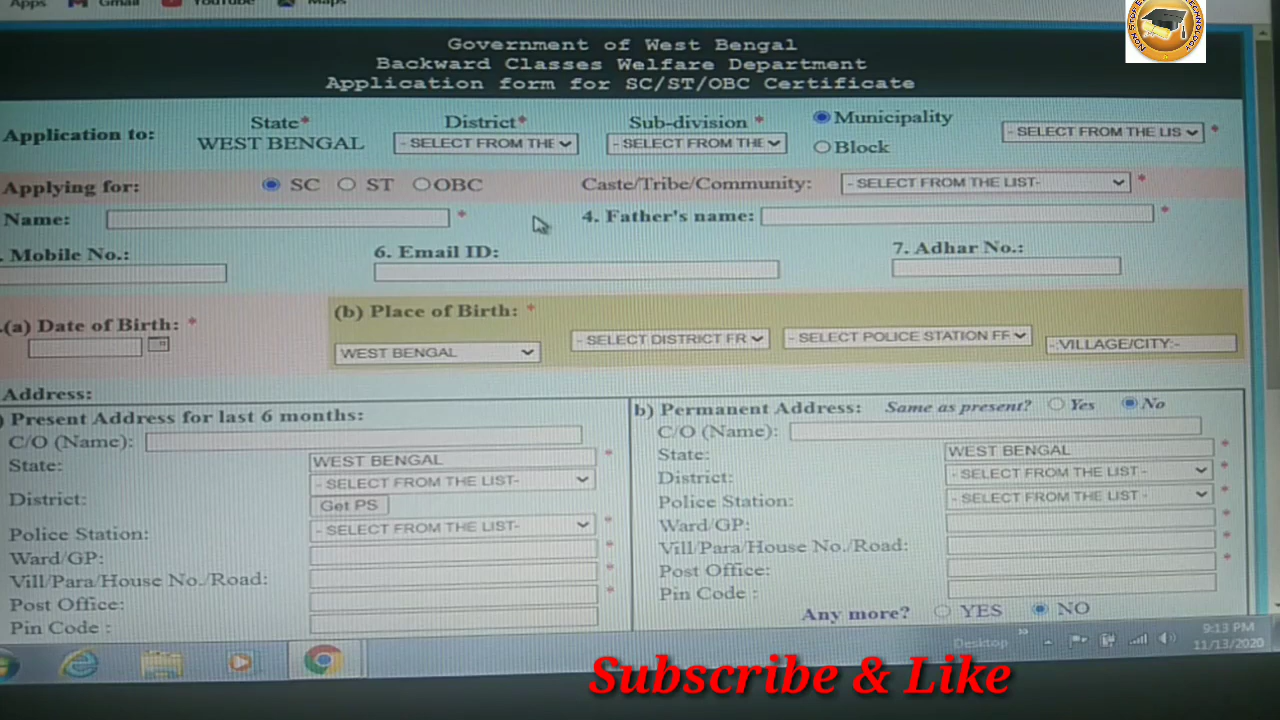 Apps Gmail YouTube Maps
NON STOP TECHNOLOGY
Government of West Bengal
Backward Classes Welfare Department
Application form for SC/ST/OBC Certificate
Application to:
State*
WEST BENGAL
District*
- SELECT FROM THE
Sub-division *
- SELECT FROM THE
Municipality
Block
- SELECT FROM THE LIS *
Applying for: SC ST OBC Caste/Tribe/Community: - SELECT FROM THE LIST- *
Name: * 4. Father's name: *
. Mobile No.: 6. Email ID: 7. Adhar No.:
.(a) Date of Birth: *
(b) Place of Birth: *
WEST BENGAL - SELECT DISTRICT FR - SELECT POLICE STATION FF -:VILLAGE/CITY:-
Address:
) Present Address for last 6 months:
C/O (Name):
State: WEST BENGAL *
District: - SELECT FROM THE LIST-
Get PS
Police Station: - SELECT FROM THE LIST- *
Ward/GP: *
Vill/Para/House No./Road: *
Post Office: *
Pin Code :
b) Permanent Address: Same as present? Yes No
C/O (Name):
State: WEST BENGAL *
District: - SELECT FROM THE LIST - *
Police Station: - SELECT FROM THE LIST - *
Ward/GP: *
Vill/Para/House No./Road: *
Post Office: *
Pin Code :
Any more? YES NO
Desktop » 9:13 PM
11/13/2020
Subscribe & Like